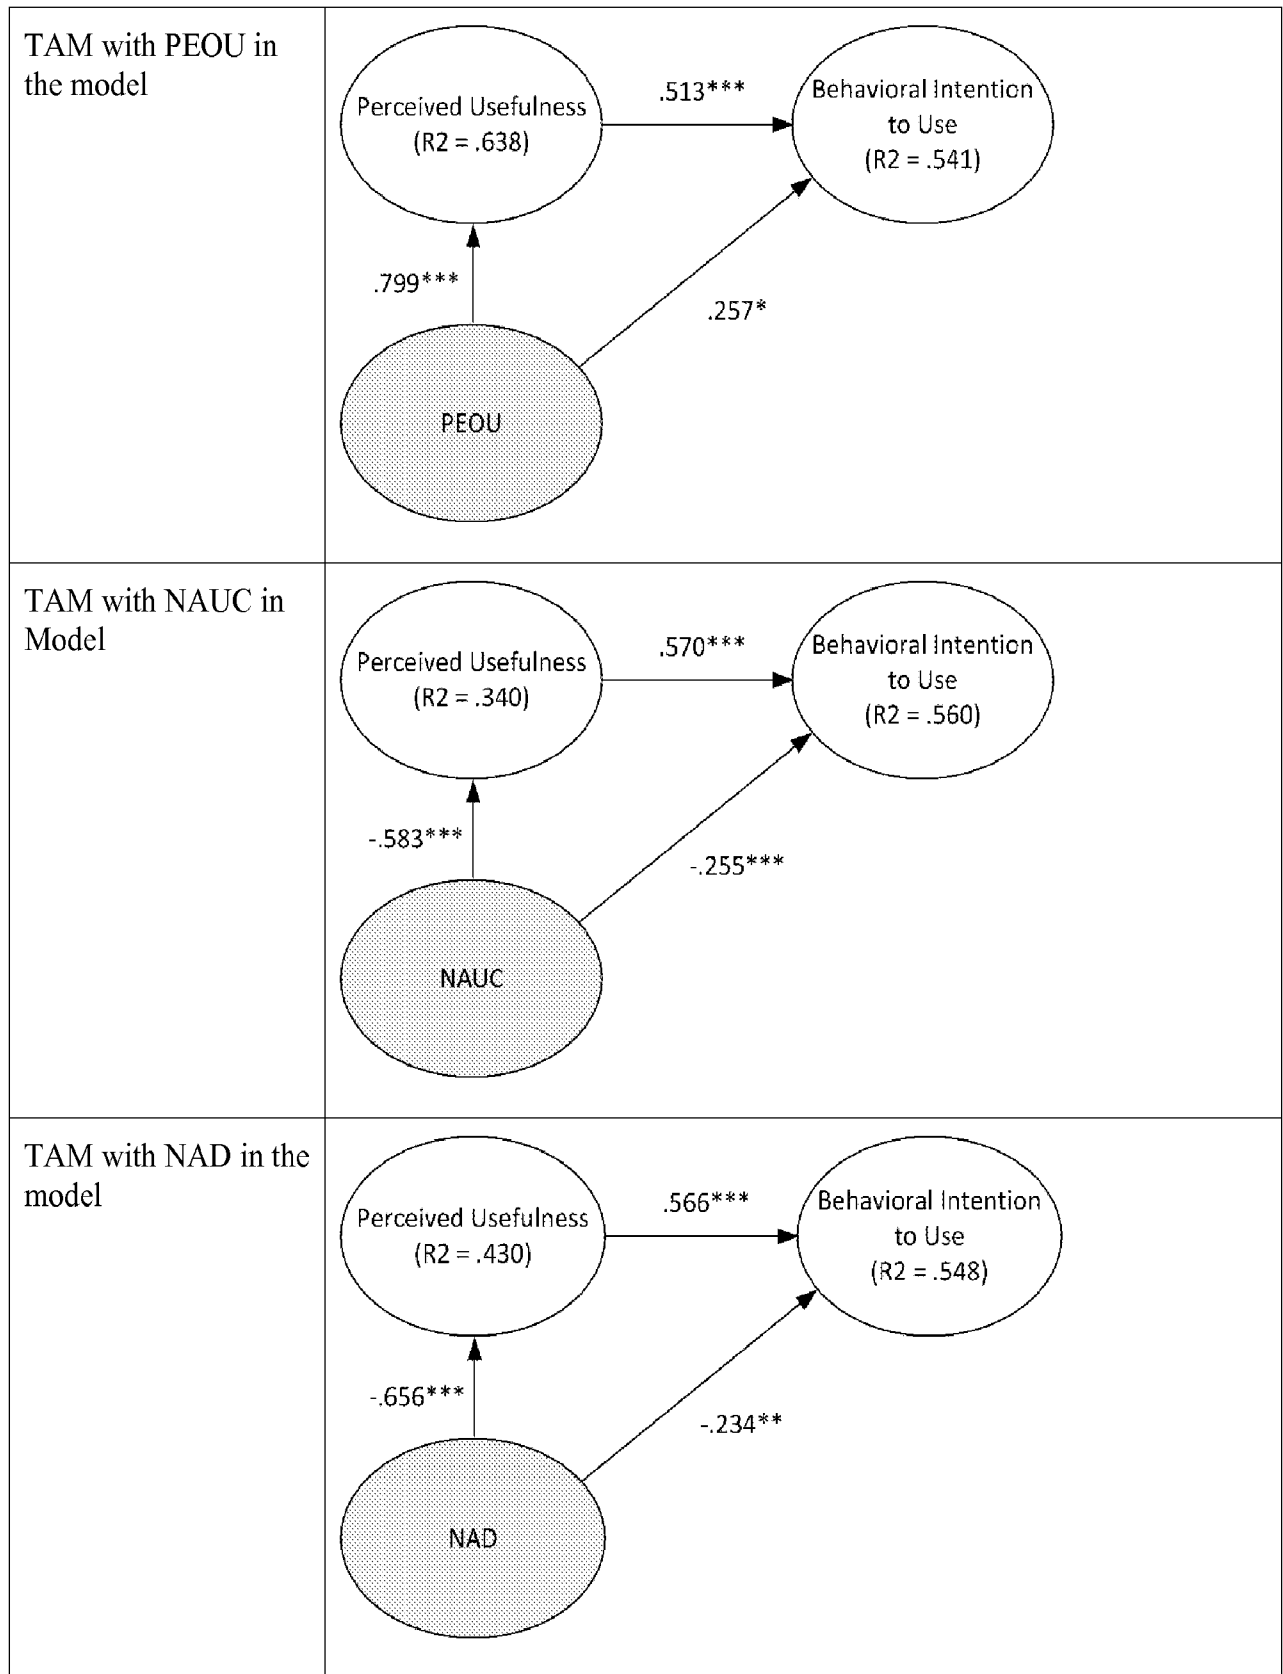 TAM with PEOU in
the model
Perceived Usefulness
(R2 = .638)
.513***
Behavioral Intention
to Use
(R2 = .541)
.799***
.257*
PEOU
TAM with NAUC in
Model
Perceived Usefulness
(R2 = .340)
.570***
Behavioral Intention
to Use
(R2 = .560)
-.583***
-.255***
NAUC
TAM with NAD in the
model
Perceived Usefulness
(R2 = .430)
.566***
Behavioral Intention
to Use
(R2 = .548)
-.656***
-.234**
NAD